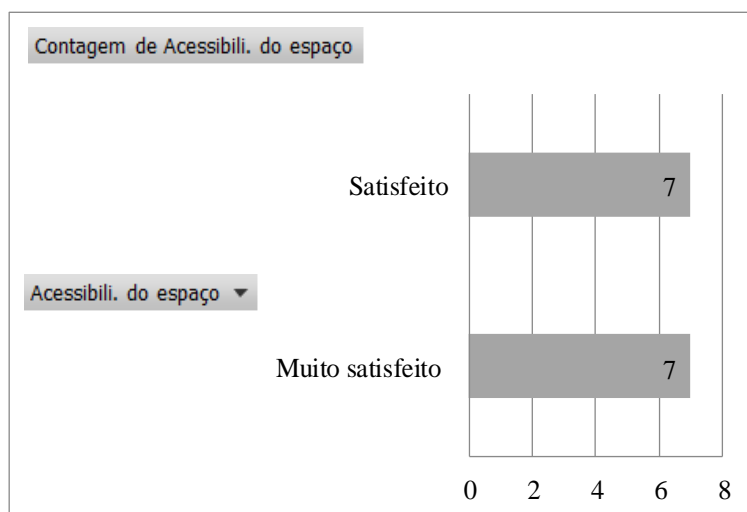 Contagem de Acessibili. do espaço
Satisfeito
7
Acessibili. do espaço
Muito satisfeito
7
0 2 4 6 8